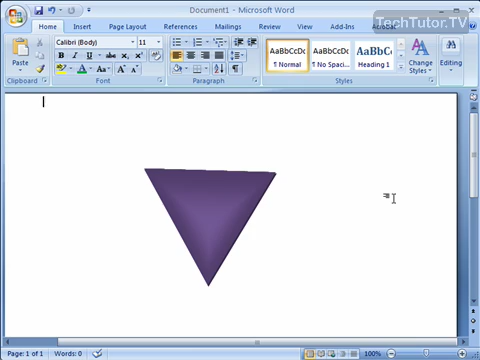 Document1 - Microsoft Word
TechTutor.TV
Home Insert Page Layout References Mailings Review View Add-Ins Acrobat
Calibri (Body) 11
AaBbCcDc AaBbCcDc AaBbCc
Paste
¶ Normal ¶ No Spaci... Heading 1
Change Styles
Editing
Clipboard Font Paragraph Styles
Page: 1 of 1 Words: 0 100%